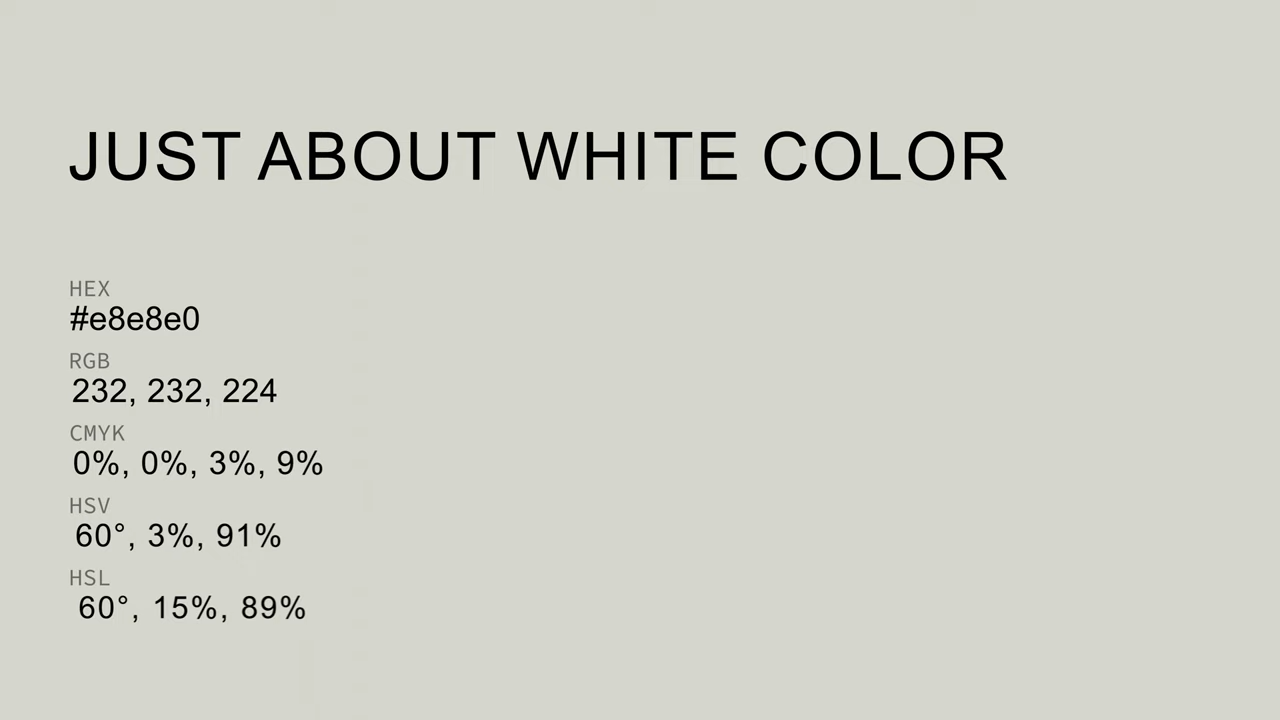 JUST ABOUT WHITE COLOR
HEX
#e8e8e0
RGB
232, 232, 224
CMYK
0%, 0%, 3%, 9%
HSV
60°, 3%, 91%
HSL
60°, 15%, 89%